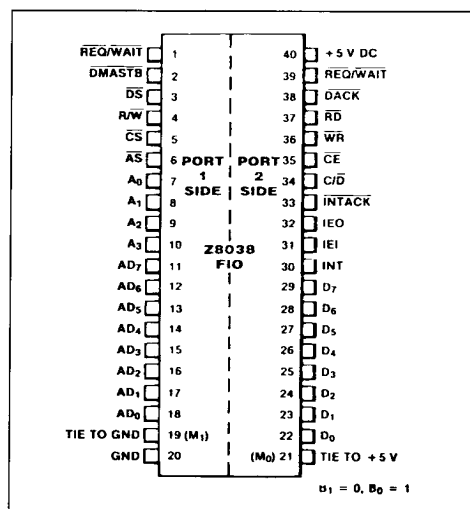 REQ/WAIT 1 40 +5 V DC
DMASTB 2 39 REQ/WAIT
DS 3 38 DACK
R/W 4 37 RD
CS 5 36 WR
AS 6 35 CE
PORT 1 SIDE PORT 2 SIDE
A0 7 34 C/D
A1 8 33 INTACK
A2 9 32 IEO
A3 10 31 IEI
Z8038
FIO
AD7 11 30 INT
AD6 12 29 D7
AD5 13 28 D6
AD4 14 27 D5
AD3 15 26 D4
AD2 16 25 D3
AD1 17 24 D2
AD0 18 23 D1
TIE TO GND 19 (M1) 22 D0
GND 20 (M0) 21 TIE TO +5 V
B1 = 0, B0 = 1